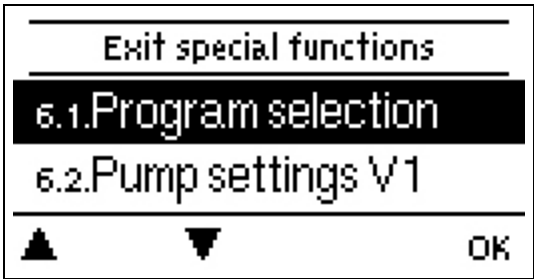 Exit special functions
6.1.Program selection
6.2.Pump settings V1
▲ ▼ OK